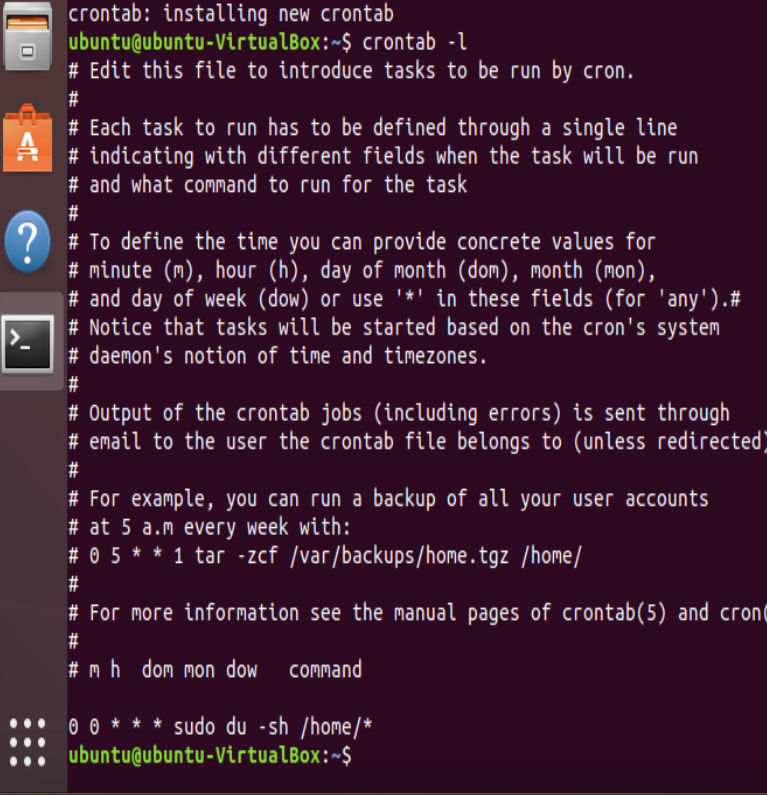 crontab: installing new crontab
ubuntu@ubuntu-VirtualBox:~$ crontab -l
# Edit this file to introduce tasks to be run by cron.
#
# Each task to run has to be defined through a single line
# indicating with different fields when the task will be run
# and what command to run for the task
#
# To define the time you can provide concrete values for
# minute (m), hour (h), day of month (dom), month (mon),
# and day of week (dow) or use '*' in these fields (for 'any').#
# Notice that tasks will be started based on the cron's system
# daemon's notion of time and timezones.
#
# Output of the crontab jobs (including errors) is sent through
# email to the user the crontab file belongs to (unless redirected)
#
# For example, you can run a backup of all your user accounts
# at 5 a.m every week with:
# 0 5 * * 1 tar -zcf /var/backups/home.tgz /home/
#
# For more information see the manual pages of crontab(5) and cron(
#
# m h  dom mon dow   command

0 0 * * * sudo du -sh /home/*
ubuntu@ubuntu-VirtualBox:~$